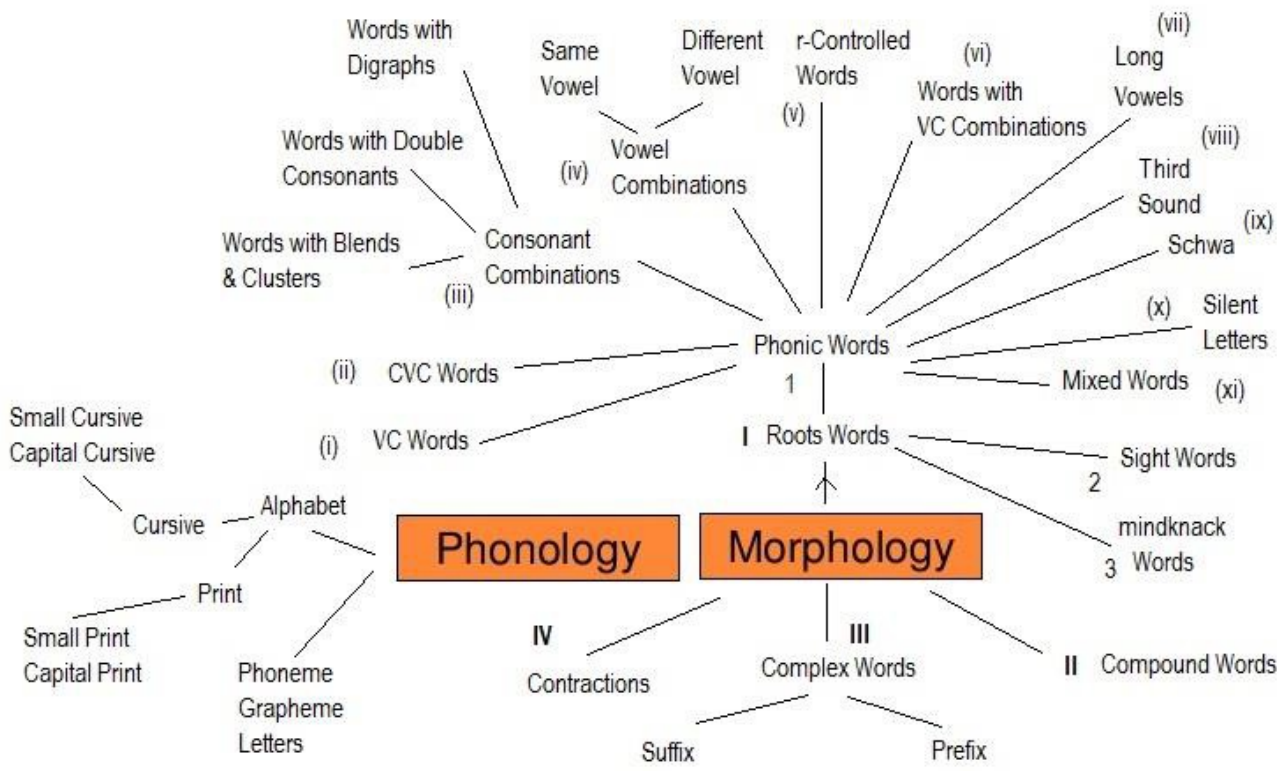 Words with
Digraphs
Same
Vowel
Different
Vowel
r-Controlled
Words
(v)
(vi)
Words with
VC Combinations
(vii)
Long
Vowels
(viii)
Third
Sound
(ix)
Schwa
Words with Double
Consonants
(iv)
Vowel
Combinations
Words with Blends
& Clusters
(iii)
Consonant
Combinations
(x)
Silent
Letters
Phonic Words
1
(ii)
CVC Words
Mixed Words
(xi)
(i)
VC Words
I Roots Words
Sight Words
2
mindknack
3 Words
Small Cursive
Capital Cursive
Cursive
Alphabet
Print
Small Print
Capital Print
Phoneme
Grapheme
Letters
Phonology
Morphology
IV
Contractions
III
Complex Words
II Compound Words
Suffix
Prefix